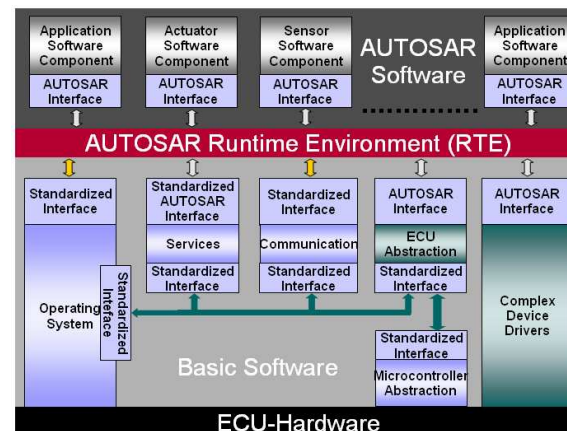 Application
Software
Component
AUTOSAR
Interface
Actuator
Software
Component
AUTOSAR
Interface
Sensor
Software
Component
AUTOSAR
Interface
AUTOSAR
Software
Application
Software
Component
AUTOSAR
Interface
AUTOSAR Runtime Environment (RTE)
Standardized
Interface
Operating
System
Standardized
Inteface
Standardized
AUTOSAR
Interface
Services
Standardized
Interface
Standardized
Interface
Communication
Standardized
Interface
AUTOSAR
Interface
ECU
Abstraction
Standardized
Interface
Standardized
Interface
Microcontroller
Abstraction
AUTOSAR
Interface
Complex
Device
Drivers
Basic Software
ECU-Hardware